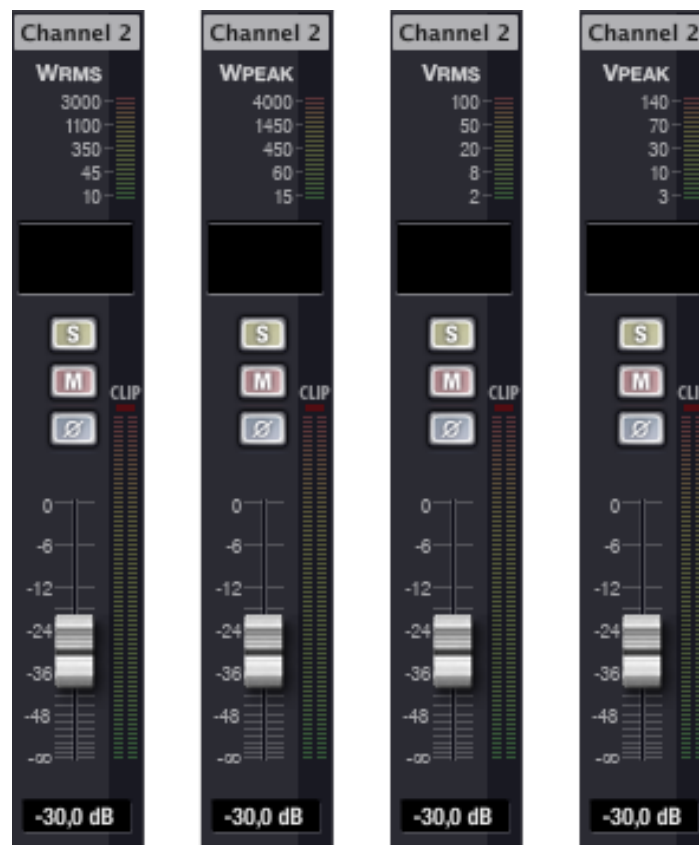 Channel 2
WRMS
3000
1100
350
45
10
S
M
CLIP
Ø
0
-6
-12
-24
-36
-48
-∞
-30,0 dB
Channel 2
WPEAK
4000
1450
450
60
15
S
M
CLIP
Ø
0
-6
-12
-24
-36
-48
-∞
-30,0 dB
Channel 2
VRMS
100
50
20
8
2
S
M
CLIP
Ø
0
-6
-12
-24
-36
-48
-∞
-30,0 dB
Channel 2
VPEAK
140
70
30
10
3
S
M
CLI
Ø
0
-6
-12
-24
-36
-48
-∞
-30,0 dB